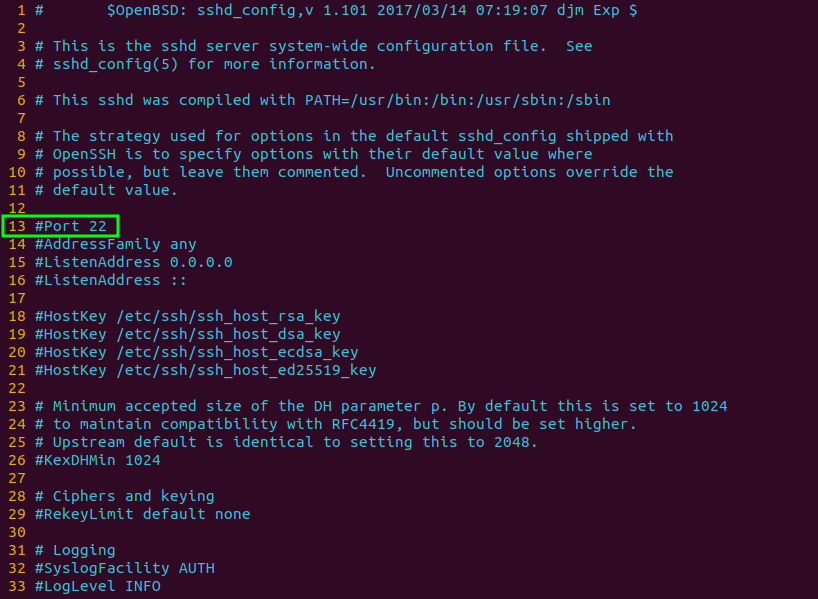 1 #       $OpenBSD: sshd_config,v 1.101 2017/03/14 07:19:07 djm Exp $
2
3 # This is the sshd server system-wide configuration file.  See
4 # sshd_config(5) for more information.
5
6 # This sshd was compiled with PATH=/usr/bin:/bin:/usr/sbin:/sbin
7
8 # The strategy used for options in the default sshd_config shipped with
9 # OpenSSH is to specify options with their default value where
10 # possible, but leave them commented.  Uncommented options override the
11 # default value.
12
13 #Port 22
14 #AddressFamily any
15 #ListenAddress 0.0.0.0
16 #ListenAddress ::
17
18 #HostKey /etc/ssh/ssh_host_rsa_key
19 #HostKey /etc/ssh/ssh_host_dsa_key
20 #HostKey /etc/ssh/ssh_host_ecdsa_key
21 #HostKey /etc/ssh/ssh_host_ed25519_key
22
23 # Minimum accepted size of the DH parameter p. By default this is set to 1024
24 # to maintain compatibility with RFC4419, but should be set higher.
25 # Upstream default is identical to setting this to 2048.
26 #KexDHMin 1024
27
28 # Ciphers and keying
29 #RekeyLimit default none
30
31 # Logging
32 #SyslogFacility AUTH
33 #LogLevel INFO